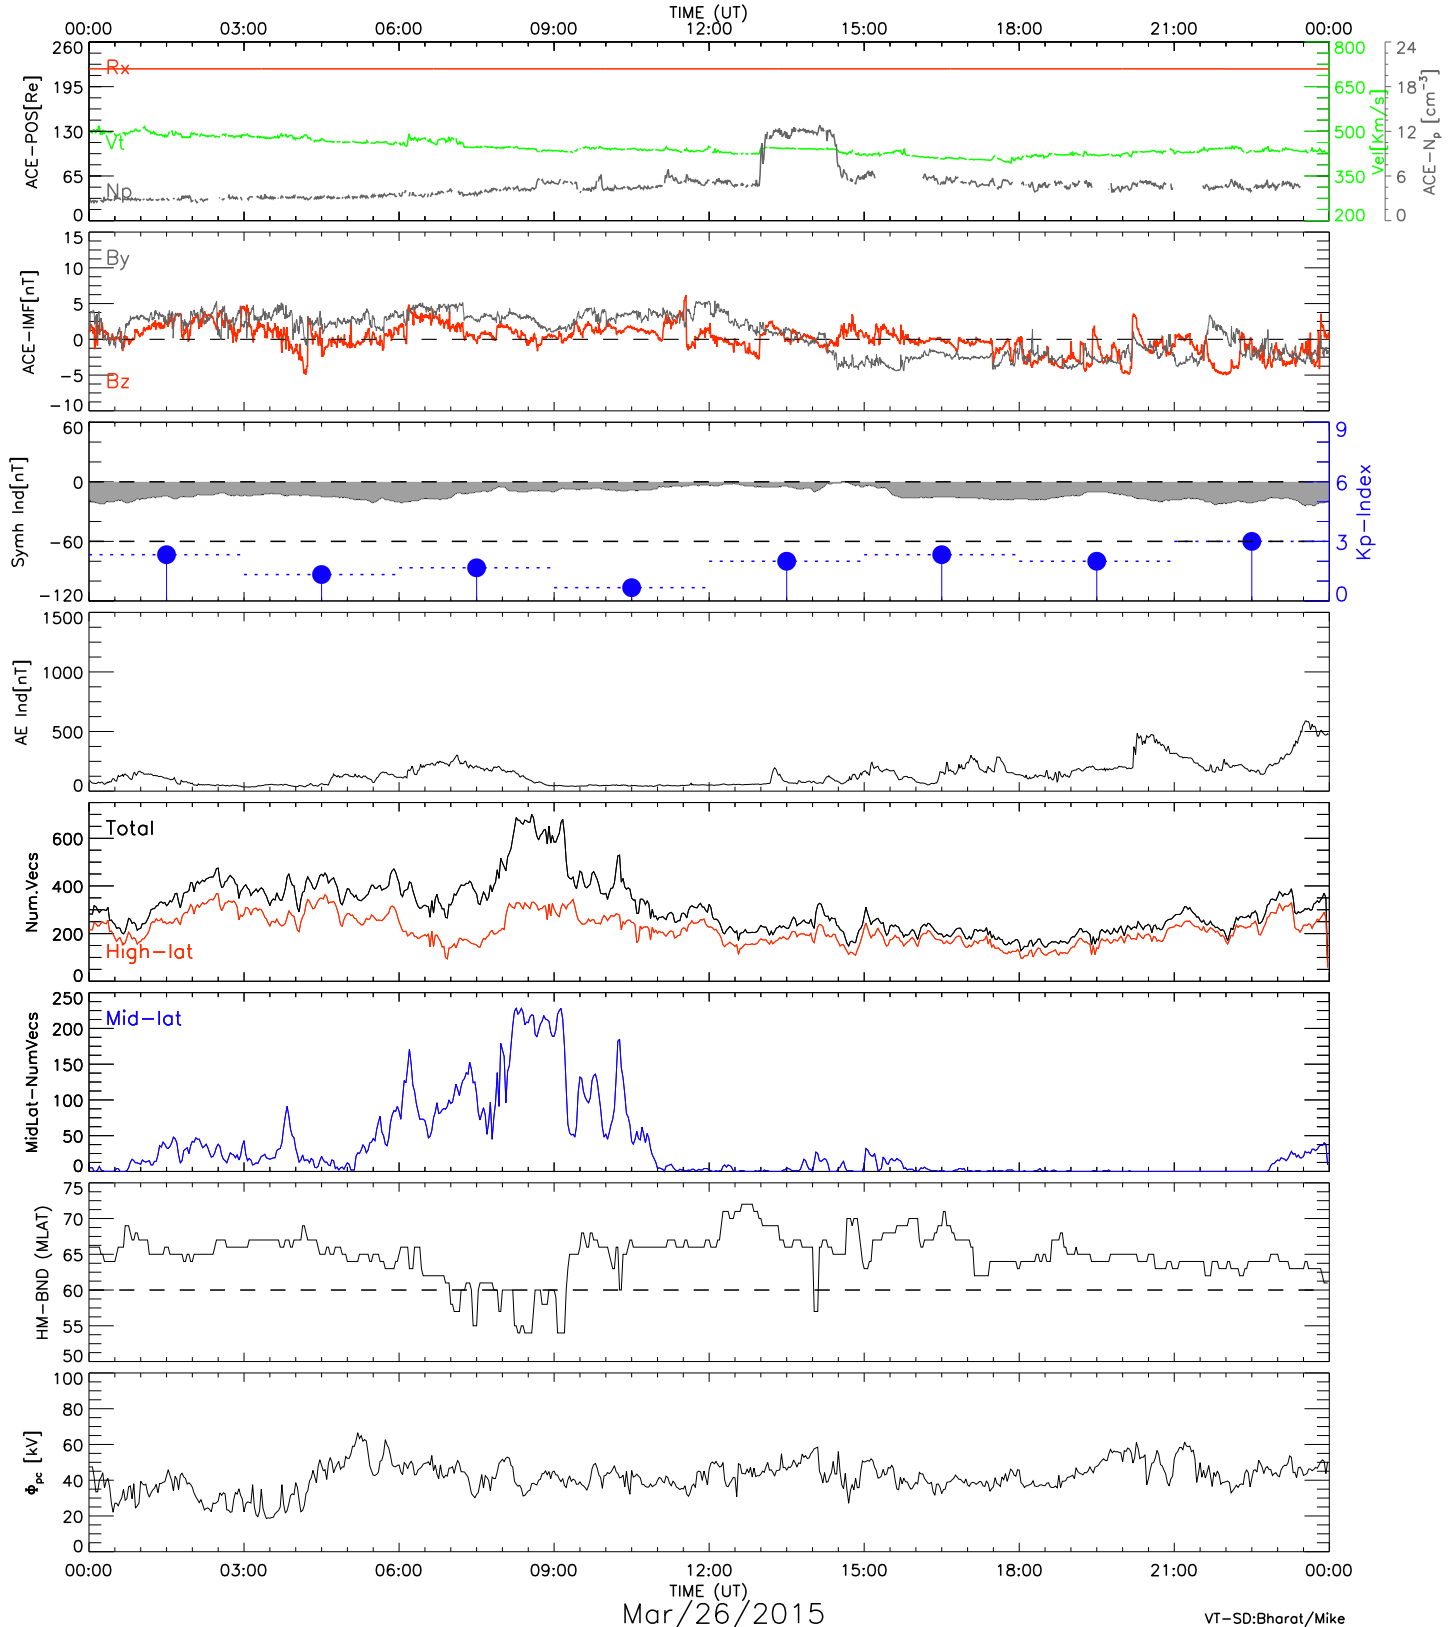 TIME (UT)
00:00 03:00 06:00 09:00 12:00 15:00 18:00 21:00 00:00
ACE-POS[Re]
260
195
130
65
0
Rx
Vt
Np
800
650
500
350
200
Vel[Km/s]
24
18
12
6
0
ACE-Np [cm-3]
ACE-IMF[nT]
15
10
5
0
-5
-10
By
Bz
Symh Ind[nT]
60
0
-60
-120
9
6
3
0
Kp-Index
AE Ind[nT]
1500
1000
500
0
Num.Vecs
600
400
200
0
Total
High-lat
MidLat-NumVecs
250
200
150
100
50
0
Mid-lat
HM-BND (MLAT)
75
70
65
60
55
50
Φpc [kV]
100
80
60
40
20
0
00:00 03:00 06:00 09:00 12:00 15:00 18:00 21:00 00:00
TIME (UT)
Mar/26/2015
VT-SD:Bharat/Mike